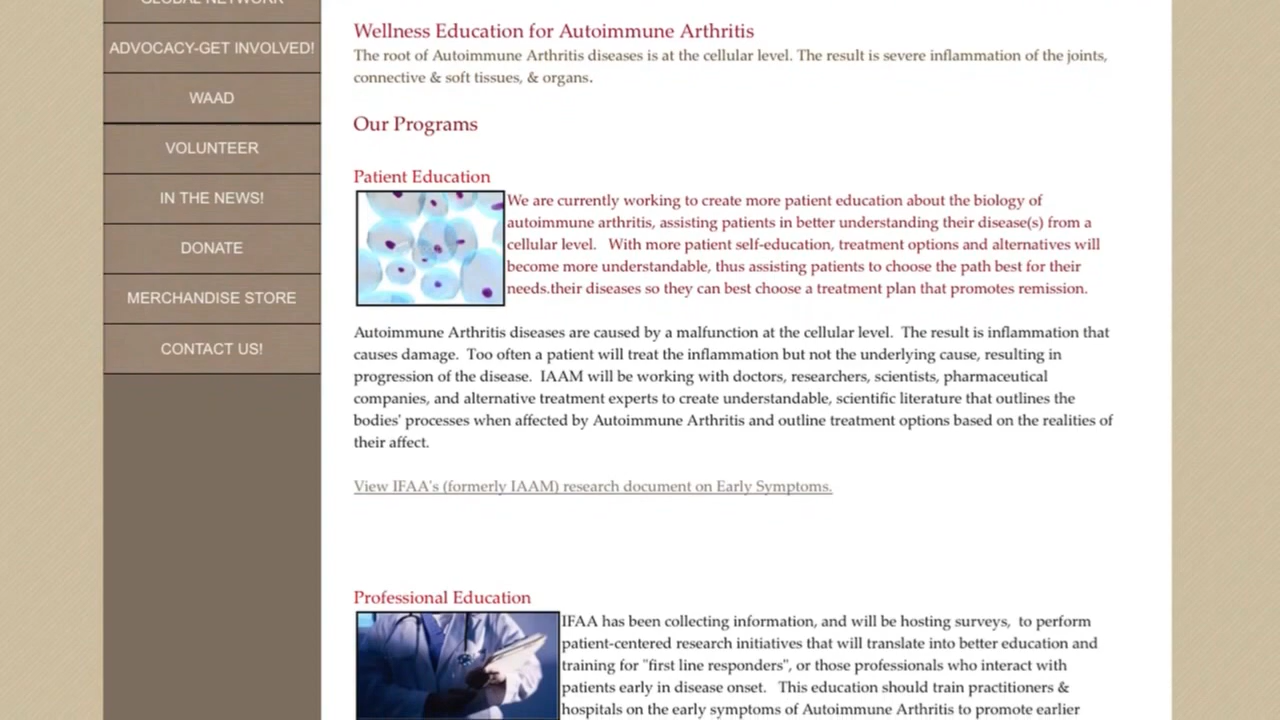 GLOBAL NETWORK
ADVOCACY-GET INVOLVED!
WAAD
VOLUNTEER
IN THE NEWS!
DONATE
MERCHANDISE STORE
CONTACT US!
Wellness Education for Autoimmune Arthritis
The root of Autoimmune Arthritis diseases is at the cellular level. The result is severe inflammation of the joints,
connective & soft tissues, & organs.
Our Programs
Patient Education
We are currently working to create more patient education about the biology of
autoimmune arthritis, assisting patients in better understanding their disease(s) from a
cellular level. With more patient self-education, treatment options and alternatives will
become more understandable, thus assisting patients to choose the path best for their
needs.their diseases so they can best choose a treatment plan that promotes remission.
Autoimmune Arthritis diseases are caused by a malfunction at the cellular level. The result is inflammation that
causes damage. Too often a patient will treat the inflammation but not the underlying cause, resulting in
progression of the disease. IAAM will be working with doctors, researchers, scientists, pharmaceutical
companies, and alternative treatment experts to create understandable, scientific literature that outlines the
bodies' processes when affected by Autoimmune Arthritis and outline treatment options based on the realities of
their affect.
View IFAA's (formerly IAAM) research document on Early Symptoms.
Professional Education
IFAA has been collecting information, and will be hosting surveys, to perform
patient-centered research initiatives that will translate into better education and
training for "first line responders", or those professionals who interact with
patients early in disease onset. This education should train practitioners &
hospitals on the early symptoms of Autoimmune Arthritis to promote earlier